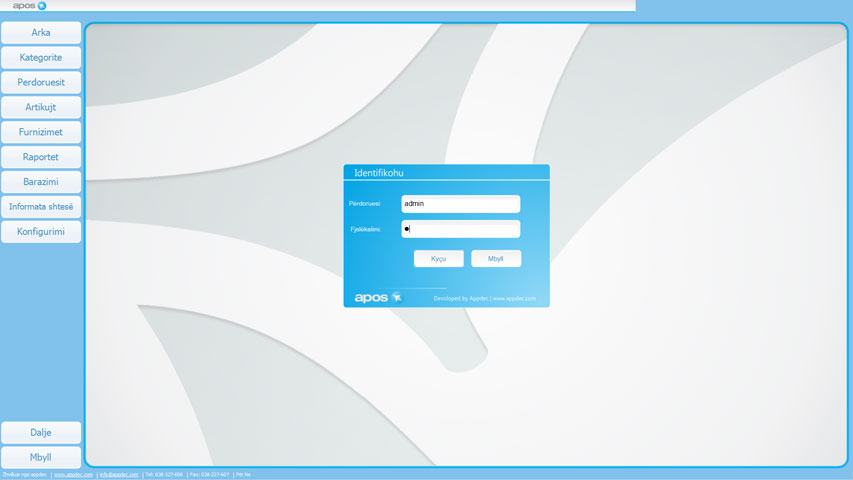 apos
Arka
Kategorite
Perdoruesit
Artikujt
Furnizimet
Raportet
Barazimi
Informata shtesë
Konfigurimi
Identifikohu
Përdoruesi admin
Fjalëkalimi
Kyçu Mbyll
apos Developed by Appdec | www.appdec.com
Dalje
Mbyll
Zhvilluar nga appdec | www.appdec.com | info@appdec.com | Tel: 038-227-606 | Fax: 038-227-607 | Për Ne